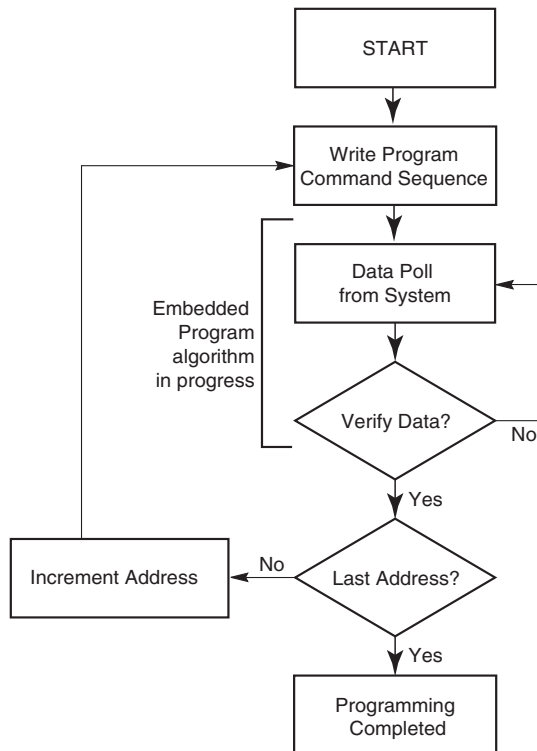 START
Write Program
Command Sequence
Data Poll
from System
Embedded
Program
algorithm
in progress
Verify Data?
No
Yes
Last Address?
No
Increment Address
Yes
Programming
Completed